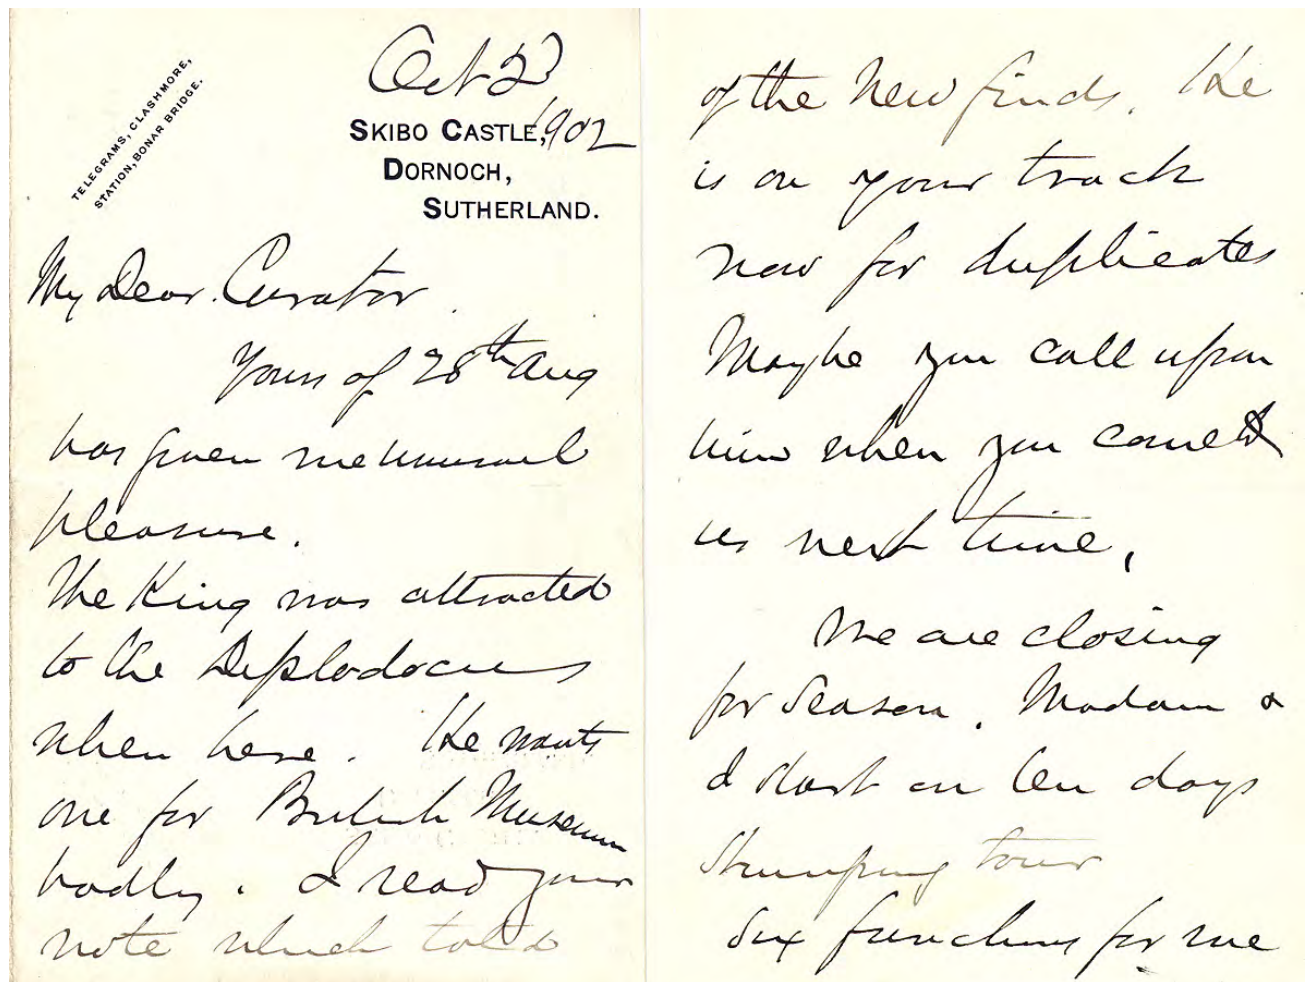 TELEGRAMS, CLASHMORE,
STATION, BONAR BRIDGE.
Oct 2
SKIBO CASTLE, 1902
DORNOCH,
SUTHERLAND.
My Dear Curator
Yours of 28th Aug
has given me unusual
pleasure.
The King was attracted
to the Diplodocus
when here. He wants
one for British Museum
badly. I read your
note which told
of the new finds. He
is on your track
now for duplicates
Maybe you call upon
him when you come to
us next time,
We are closing
for Season. Madam &
I start on ten days
Stumping tour
Six functions for me